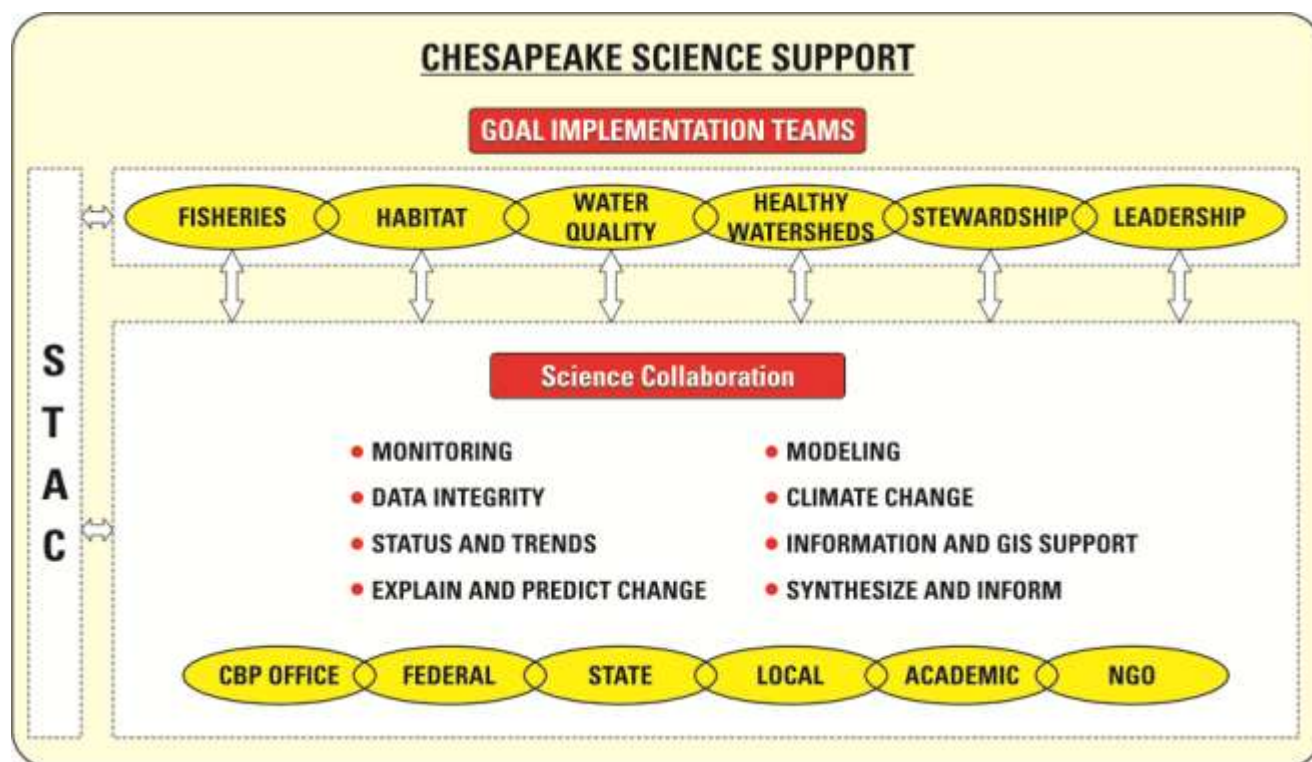 CHESAPEAKE SCIENCE SUPPORT
GOAL IMPLEMENTATION TEAMS
FISHERIES
HABITAT
WATER
QUALITY
HEALTHY
WATERSHEDS
STEWARDSHIP
LEADERSHIP
STAC
Science Collaboration
• MONITORING
• DATA INTEGRITY
• STATUS AND TRENDS
• EXPLAIN AND PREDICT CHANGE
• MODELING
• CLIMATE CHANGE
• INFORMATION AND GIS SUPPORT
• SYNTHESIZE AND INFORM
CBP OFFICE
FEDERAL
STATE
LOCAL
ACADEMIC
NGO